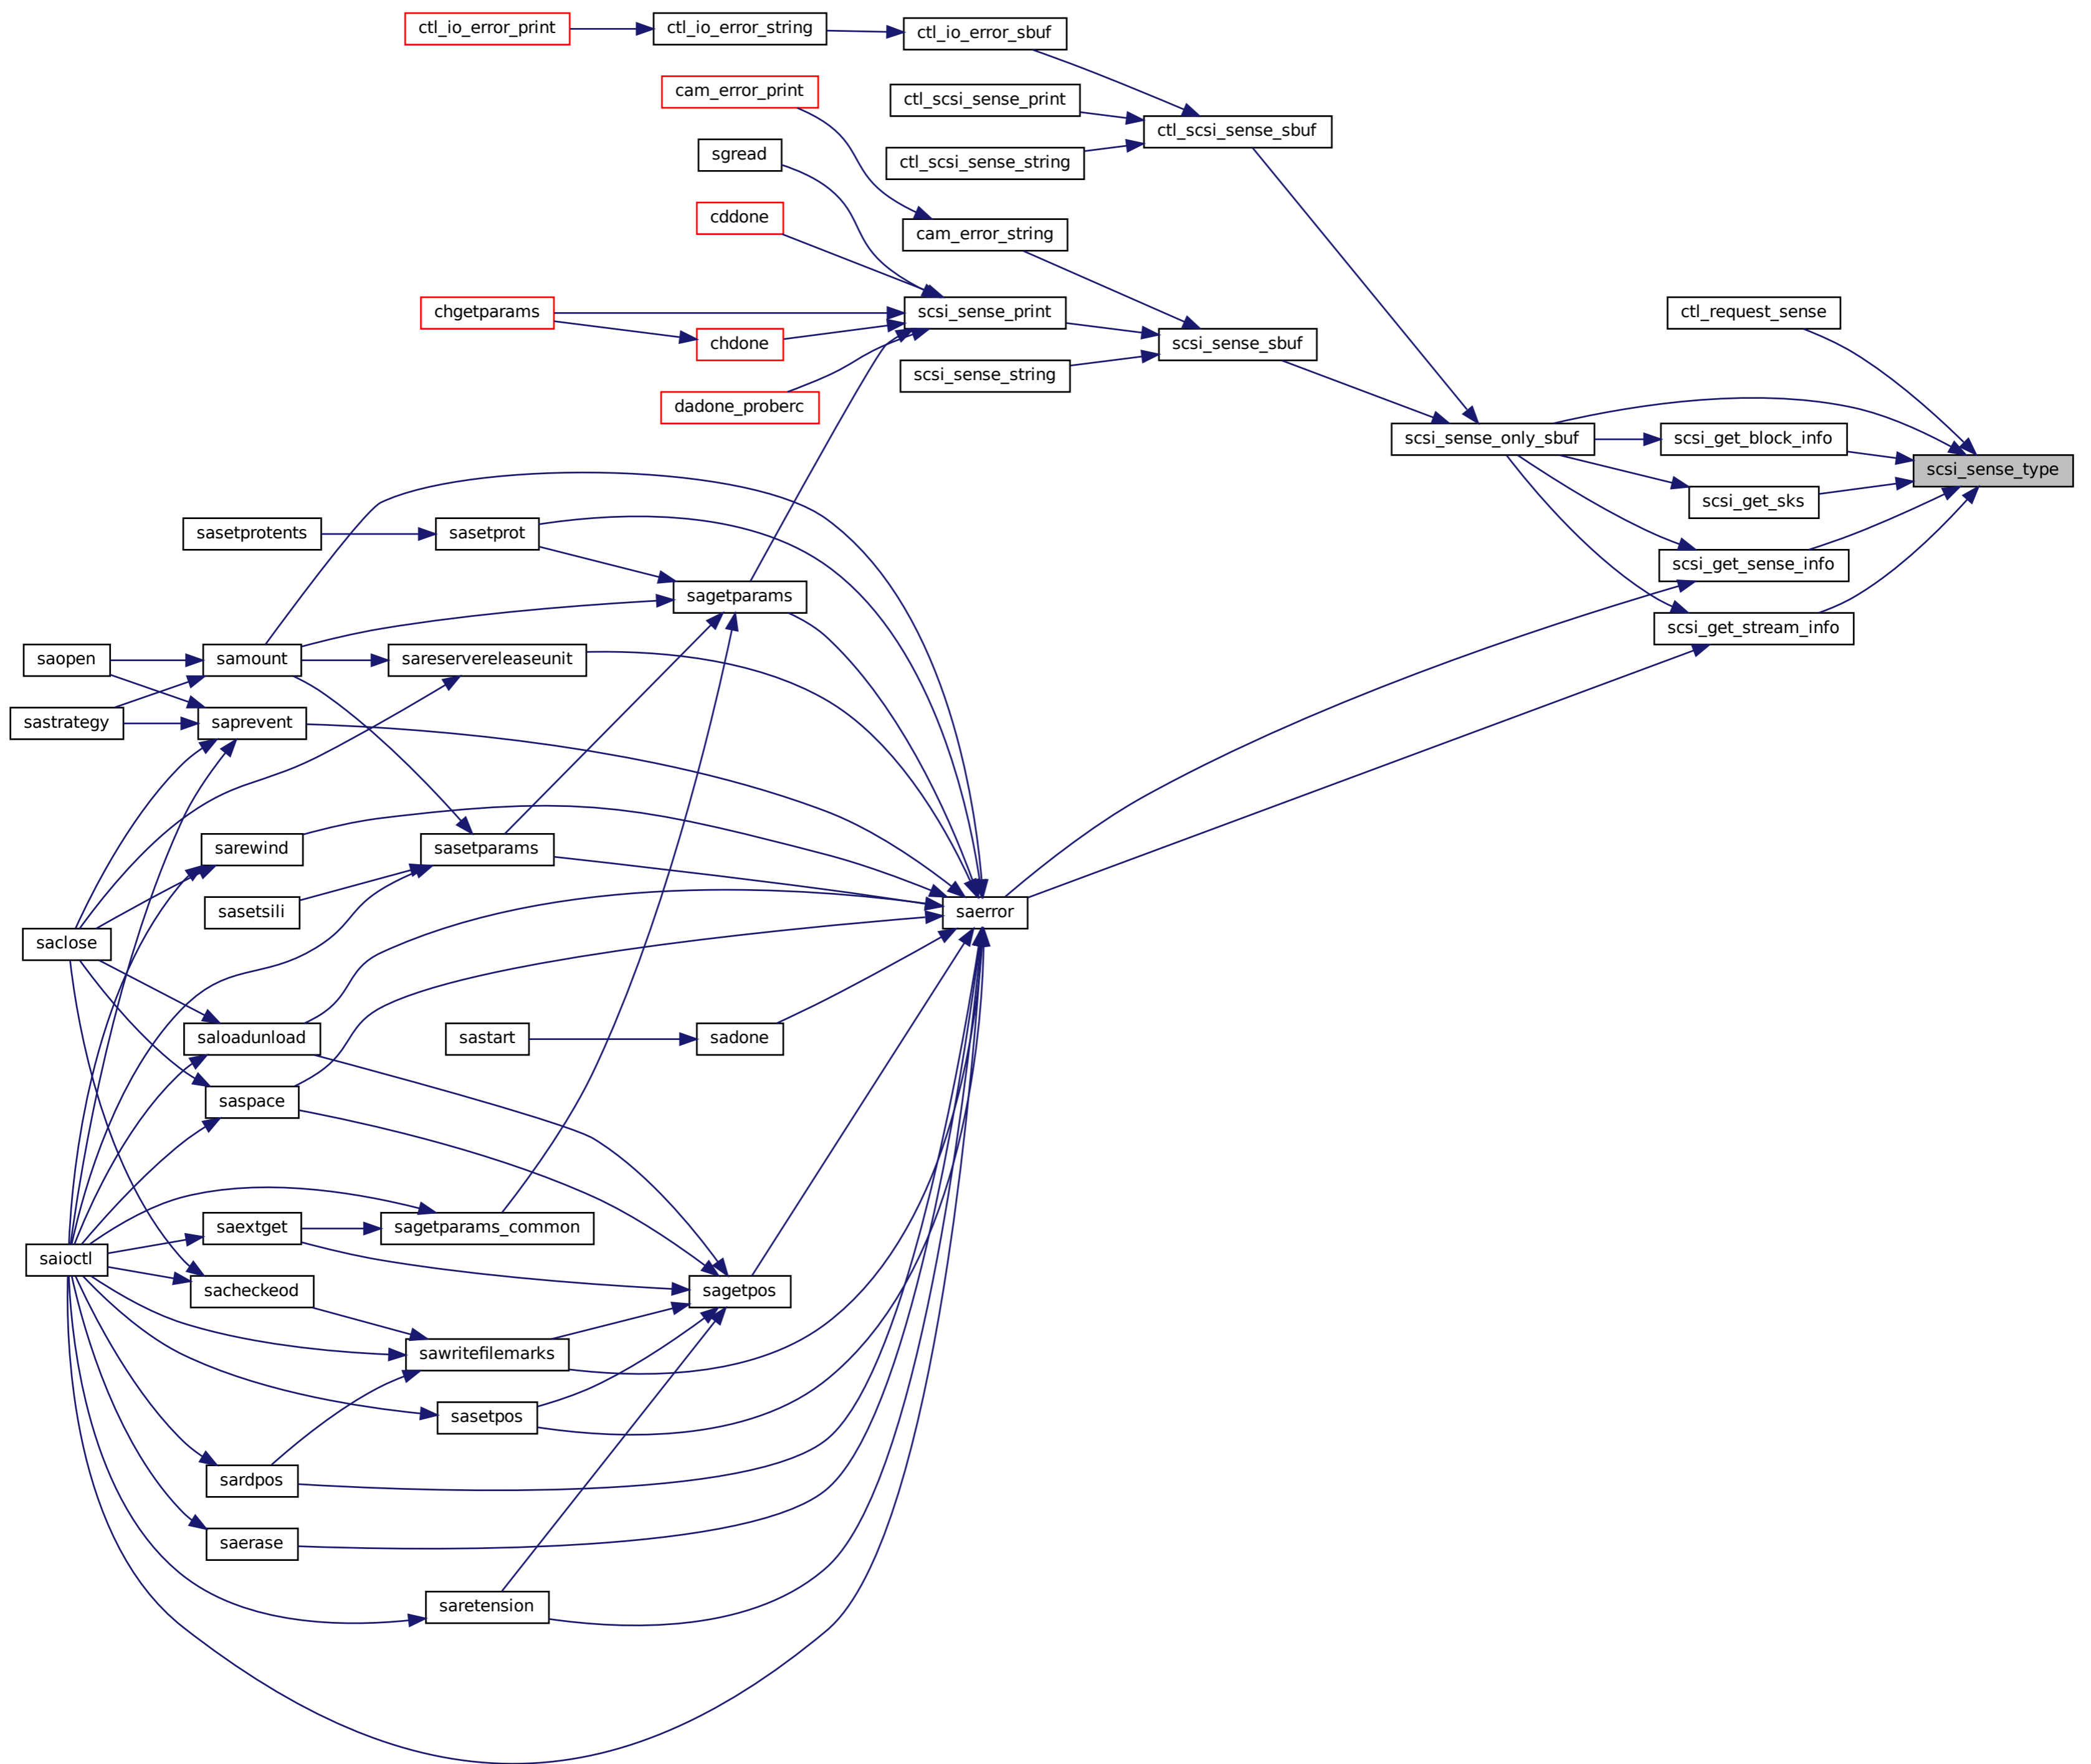 ctl_io_error_print
ctl_io_error_string
ctl_io_error_sbuf
cam_error_print
ctl_scsi_sense_print
ctl_scsi_sense_sbuf
sgread
ctl_scsi_sense_string
cddone
cam_error_string
chgetparams
scsi_sense_print
ctl_request_sense
chdone
scsi_sense_sbuf
scsi_sense_string
dadone_proberc
scsi_sense_only_sbuf
scsi_get_block_info
scsi_sense_type
scsi_get_sks
sasetprotents
sasetprot
scsi_get_sense_info
sagetparams
scsi_get_stream_info
saopen
samount
sareservereleaseunit
sastrategy
saprevent
sarewind
sasetparams
sasetsili
saerror
saclose
saloadunload
sastart
sadone
saspace
saextget
sagetparams_common
saioctl
sacheckeod
sagetpos
sawritefilemarks
sasetpos
sardpos
saerase
saretension